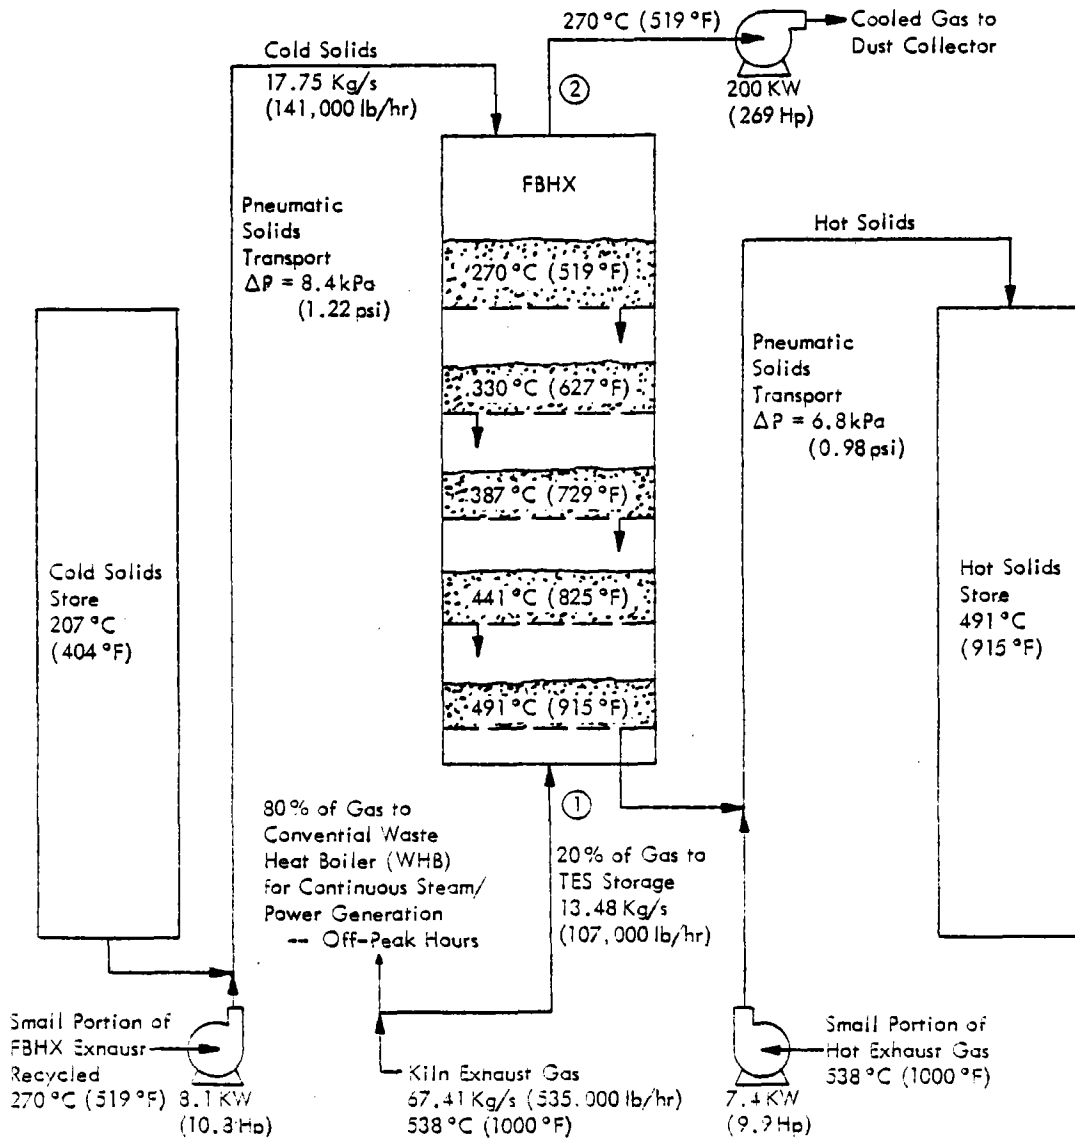 270 °C (519 °F)
Cooled Gas to
Dust Collector
200 KW
(269 Hp)
Cold Solids
17.75 Kg/s
(141,000 lb/hr)
②
FBHX
Pneumatic
Solids
Transport
ΔP = 8.4 kPa
(1.22 psi)
270 °C (519 °F)
330 °C (627 °F)
387 °C (729 °F)
441 °C (825 °F)
491 °C (915 °F)
Hot Solids
Pneumatic
Solids
Transport
ΔP = 6.8 kPa
(0.98 psi)
Cold Solids
Store
207 °C
(404 °F)
Hot Solids
Store
491 °C
(915 °F)
80% of Gas to
Convential Waste
Heat Boiler (WHB)
for Continuous Steam/
Power Generation
-- Off-Peak Hours
①
20% of Gas to
TES Storage
13.48 Kg/s
(107,000 lb/hr)
Small Portion of
FBHX Exhaust
Recycled
270 °C (519 °F)
8.1 KW
(10.3 Hp)
Kiln Exhaust Gas
67.41 Kg/s (535,000 lb/hr)
538 °C (1000 °F)
7.4 KW
(9.9 Hp)
Small Portion of
Hot Exhaust Gas
538 °C (1000 °F)